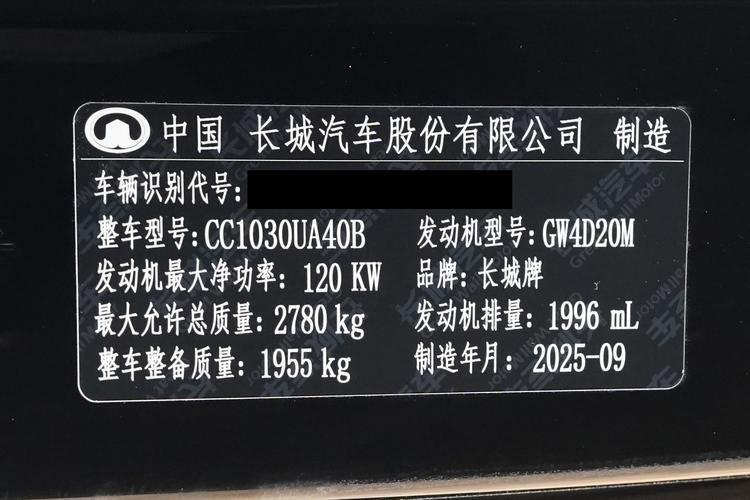 中国 长城汽车股份有限公司 制造
车辆识别代号:
整车型号:CC1030UA40B 发动机型号:GW4D20M
发动机最大净功率: 120 KW 品牌:长城牌
最大允许总质量: 2780 kg 发动机排量: 1996 mL
整车整备质量: 1955 kg 制造年月: 2025-09